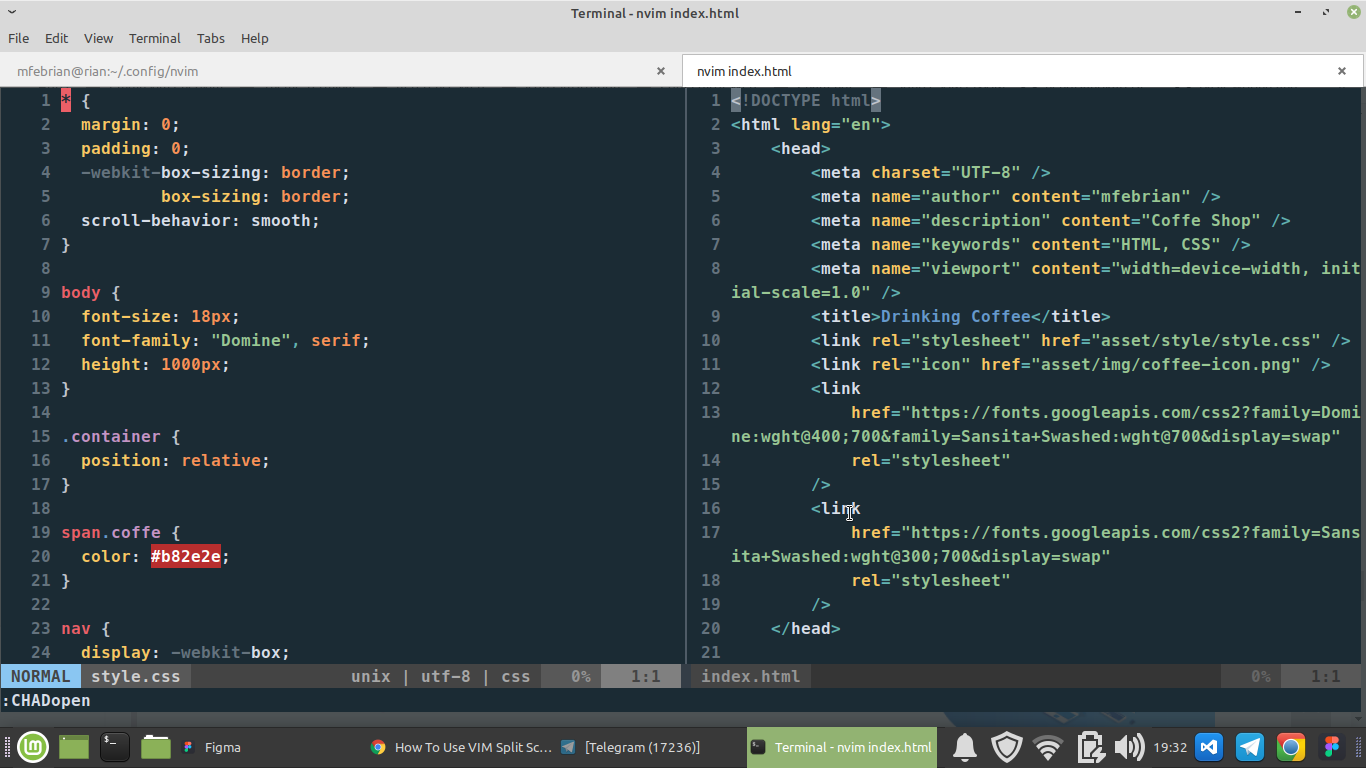 Terminal - nvim index.html
File Edit View Terminal Tabs Help
mfebrian@rian:~/.config/nvim ×
nvim index.html ×
1 * {
2   margin: 0;
3   padding: 0;
4   -webkit-box-sizing: border;
5           box-sizing: border;
6   scroll-behavior: smooth;
7 }
8
9 body {
10   font-size: 18px;
11   font-family: "Domine", serif;
12   height: 1000px;
13 }
14
15 .container {
16   position: relative;
17 }
18
19 span.coffe {
20   color: #b82e2e;
21 }
22
23 nav {
24   display: -webkit-box;
NORMAL style.css unix | utf-8 | css 0% 1:1
1 <!DOCTYPE html>
2 <html lang="en">
3     <head>
4         <meta charset="UTF-8" />
5         <meta name="author" content="mfebrian" />
6         <meta name="description" content="Coffe Shop" />
7         <meta name="keywords" content="HTML, CSS" />
8         <meta name="viewport" content="width=device-width, init
ial-scale=1.0" />
9         <title>Drinking Coffee</title>
10         <link rel="stylesheet" href="asset/style/style.css" />
11         <link rel="icon" href="asset/img/coffee-icon.png" />
12         <link
13             href="https://fonts.googleapis.com/css2?family=Domi
ne:wght@400;700&family=Sansita+Swashed:wght@700&display=swap"
14             rel="stylesheet"
15         />
16         <link
17             href="https://fonts.googleapis.com/css2?family=Sans
ita+Swashed:wght@300;700&display=swap"
18             rel="stylesheet"
19         />
20     </head>
21
index.html 0% 1:1
:CHADopen
Figma How To Use VIM Split Sc... [Telegram (17236)] Terminal - nvim index.html 19:32